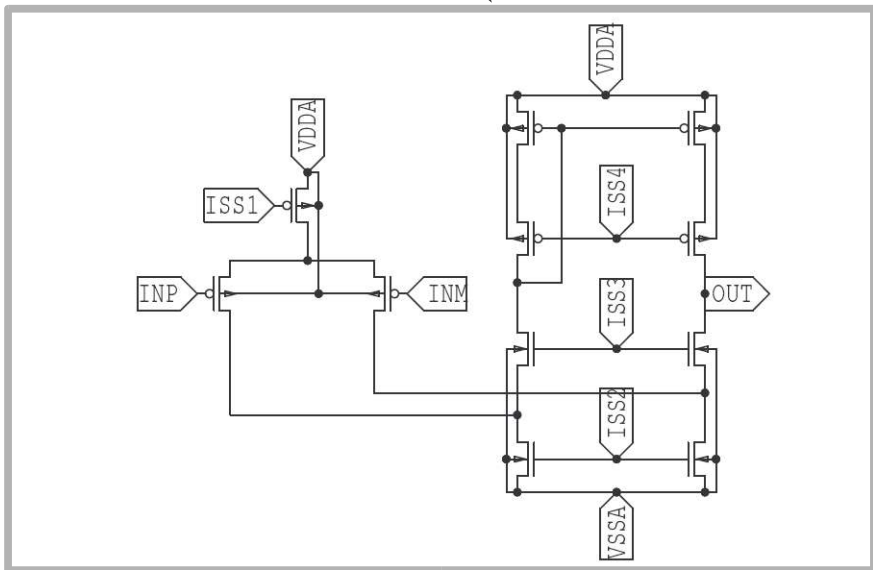 VDDA
VDDA
ISS1
ISS4
INP
INM
ISS3
OUT
ISS2
VSSA